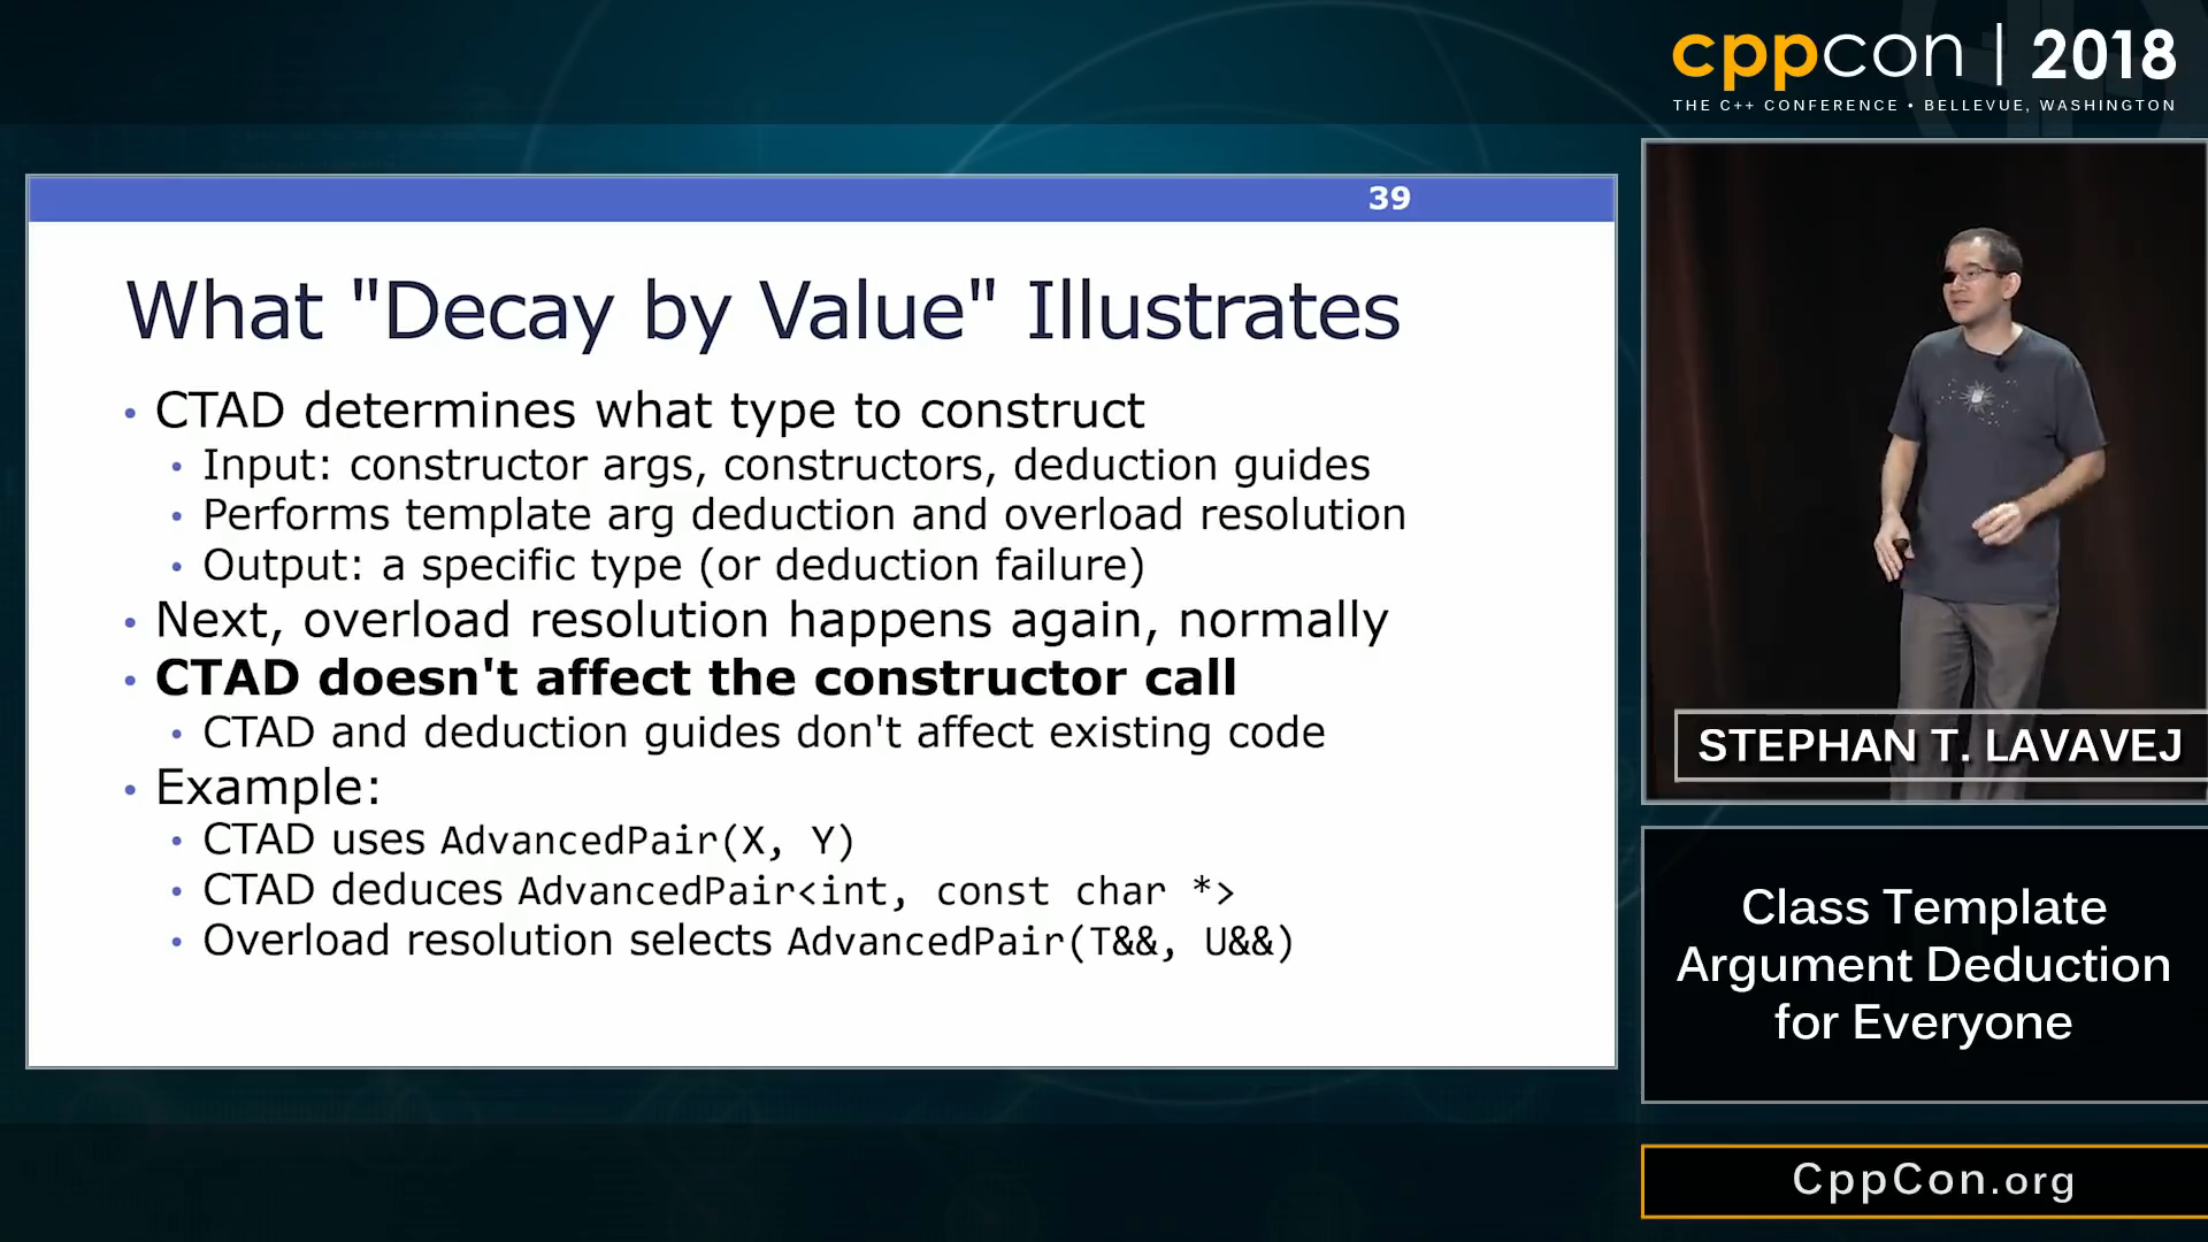 cppcon | 2018
THE C++ CONFERENCE • BELLEVUE, WASHINGTON
39
What "Decay by Value" Illustrates
• CTAD determines what type to construct
• Input: constructor args, constructors, deduction guides
• Performs template arg deduction and overload resolution
• Output: a specific type (or deduction failure)
• Next, overload resolution happens again, normally
• CTAD doesn't affect the constructor call
• CTAD and deduction guides don't affect existing code
• Example:
• CTAD uses AdvancedPair(X, Y)
• CTAD deduces AdvancedPair<int, const char *>
• Overload resolution selects AdvancedPair(T&&, U&&)
STEPHAN T. LAVAVEJ
Class Template
Argument Deduction
for Everyone
CppCon.org